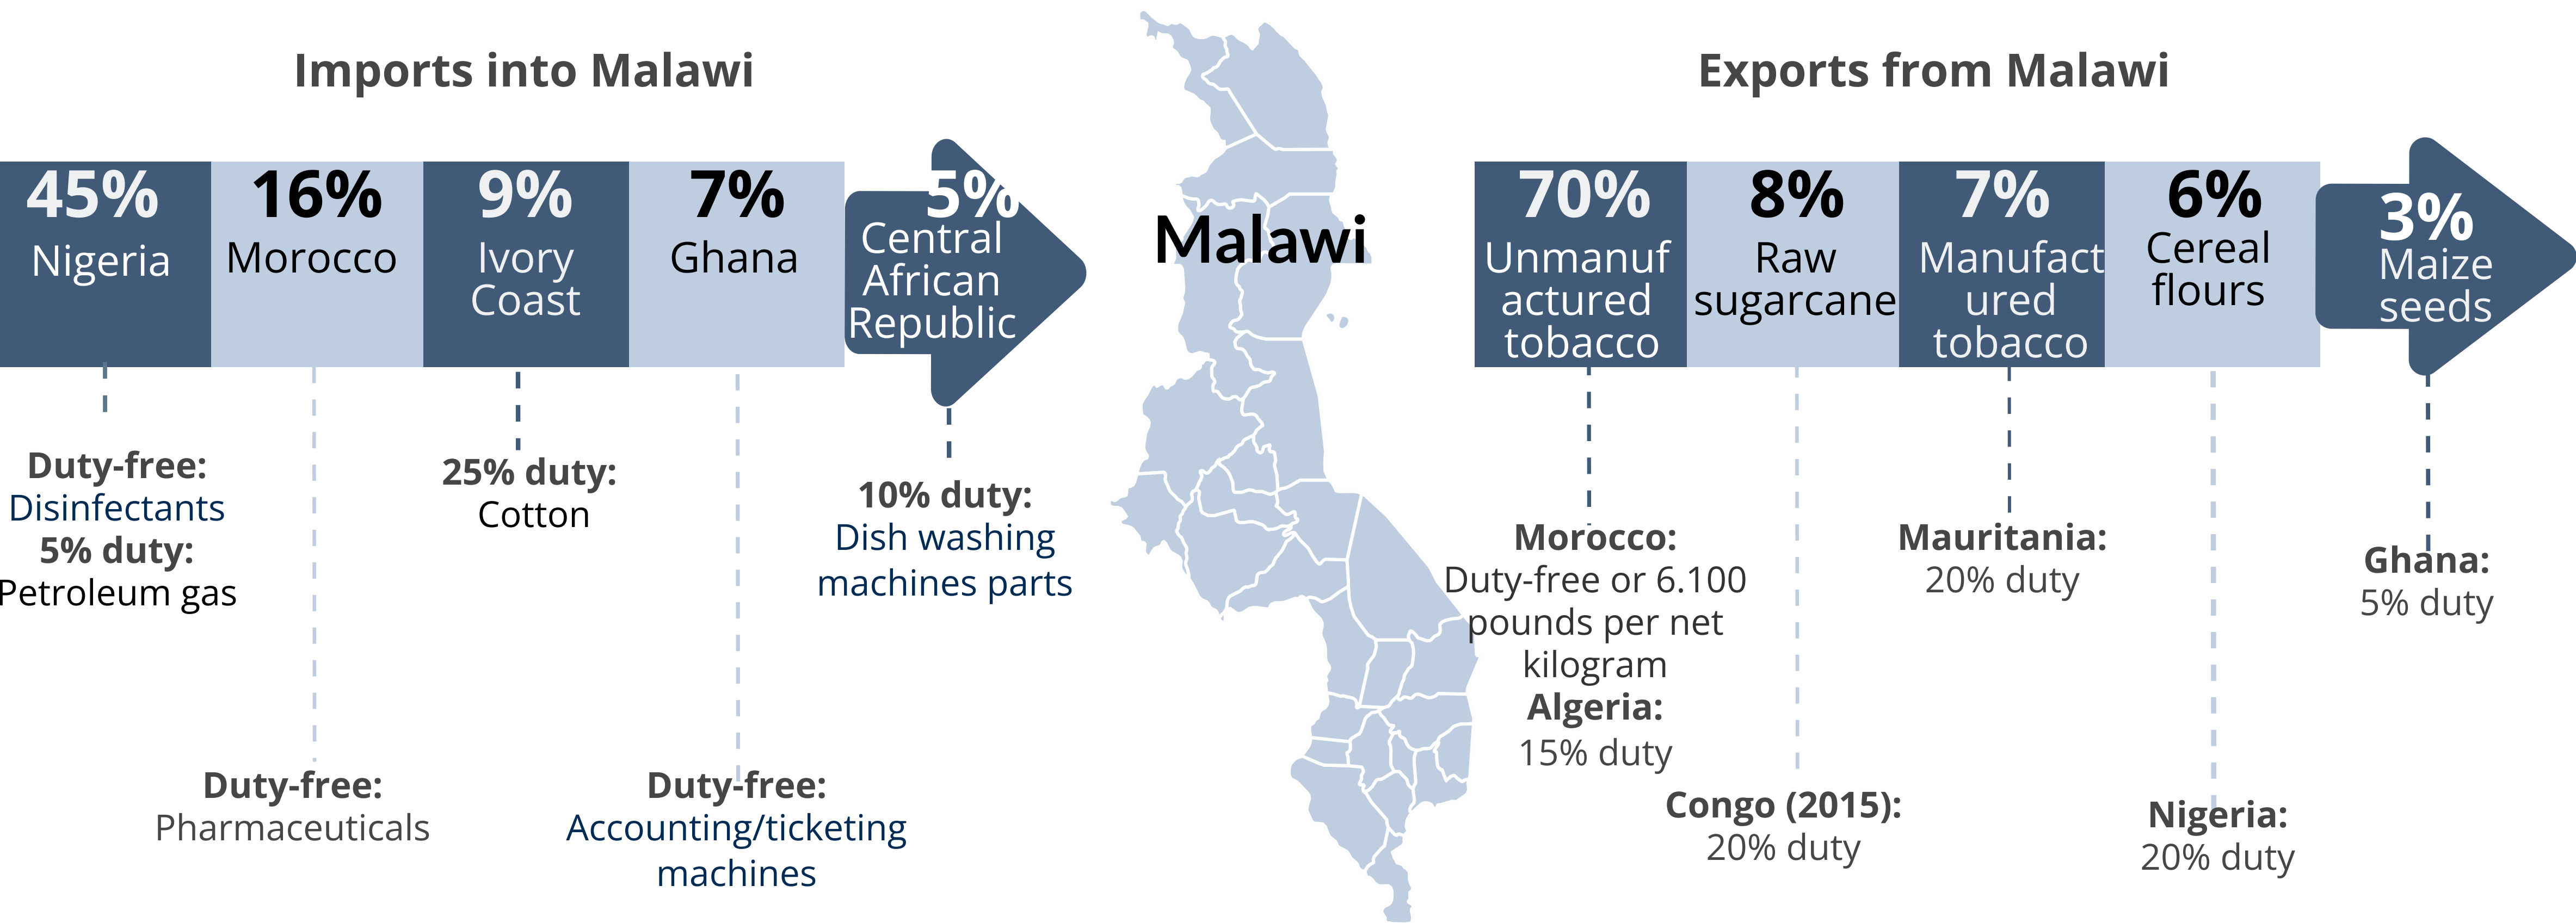 Imports into Malawi
45%
Nigeria
16%
Morocco
9%
Ivory
Coast
7%
Ghana
5%
Central
African
Republic
Duty-free:
Disinfectants
5% duty:
Petroleum gas
Duty-free:
Pharmaceuticals
25% duty:
Cotton
Duty-free:
Accounting/ticketing
machines
10% duty:
Dish washing
machines parts
Malawi
Exports from Malawi
70%
Unmanuf
actured
tobacco
8%
Raw
sugarcane
7%
Manufact
ured
tobacco
6%
Cereal
flours
3%
Maize
seeds
Morocco:
Duty-free or 6.100
pounds per net
kilogram
Algeria:
15% duty
Congo (2015):
20% duty
Mauritania:
20% duty
Nigeria:
20% duty
Ghana:
5% duty